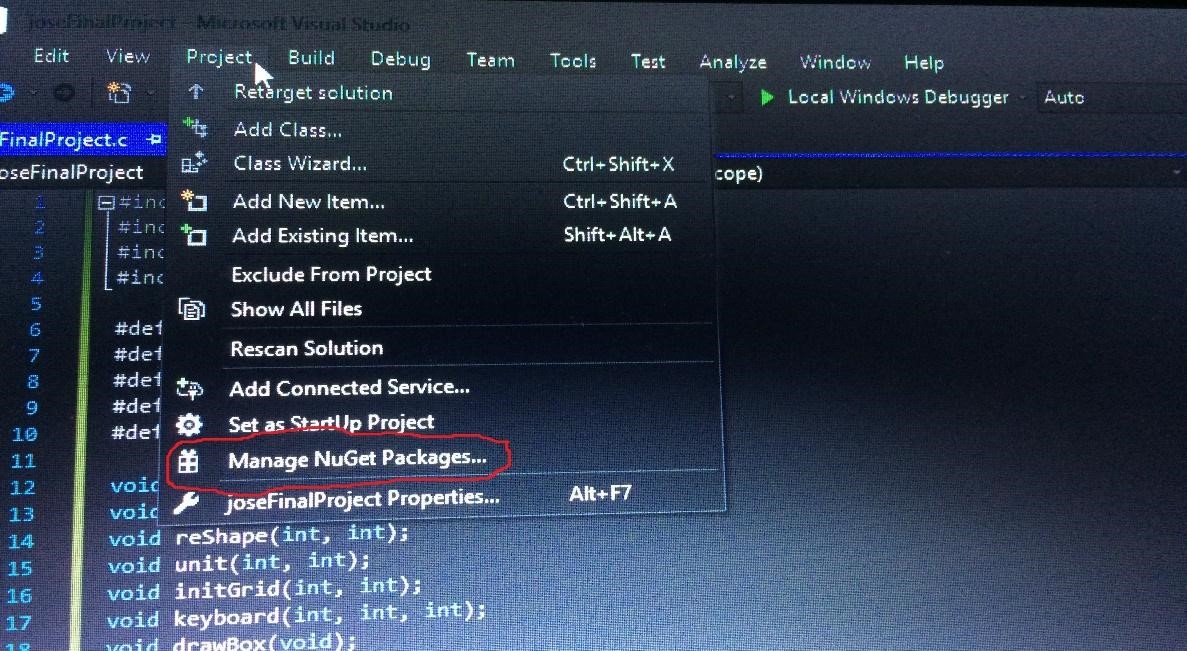 joseFinalProject - Microsoft Visual Studio
Edit View Project Build Debug Team Tools Test Analyze Window Help
Local Windows Debugger Auto
FinalProject.c
oseFinalProject
cope)
Retarget solution
Add Class...
Class Wizard... Ctrl+Shift+X
Add New Item... Ctrl+Shift+A
Add Existing Item... Shift+Alt+A
Exclude From Project
Show All Files
Rescan Solution
Add Connected Service...
Set as StartUp Project
Manage NuGet Packages...
joseFinalProject Properties... Alt+F7
1 #inc
2 #inc
3 #inc
4 #inc
5
6 #def
7 #def
8 #def
9 #def
10 #def
11
12 void
13 void
14 void reShape(int, int);
15 void unit(int, int);
16 void initGrid(int, int);
17 void keyboard(int, int, int);
18 void drawBox(void);